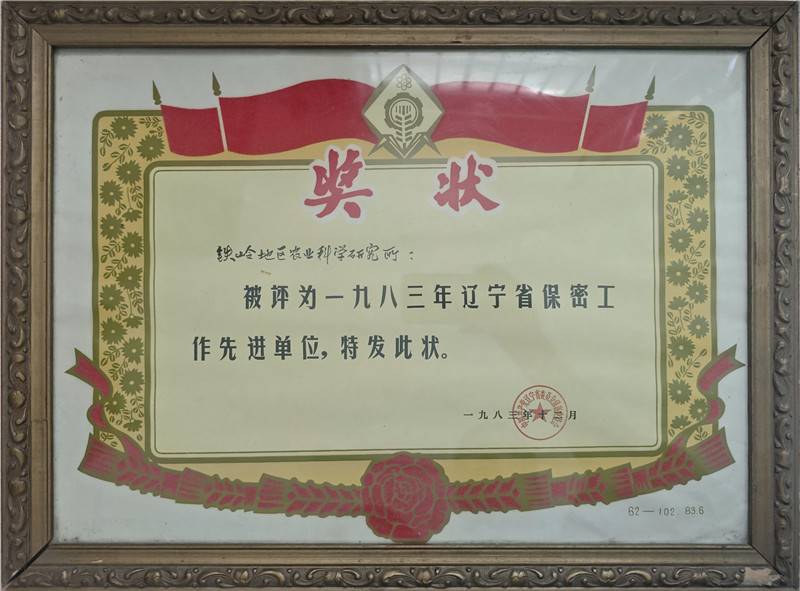 奖状
铁岭地区农业科学研究所：
被评为一九八三年辽宁省保密工
作先进单位，特发此状。
一九八三年十 月
62—102. 83.6